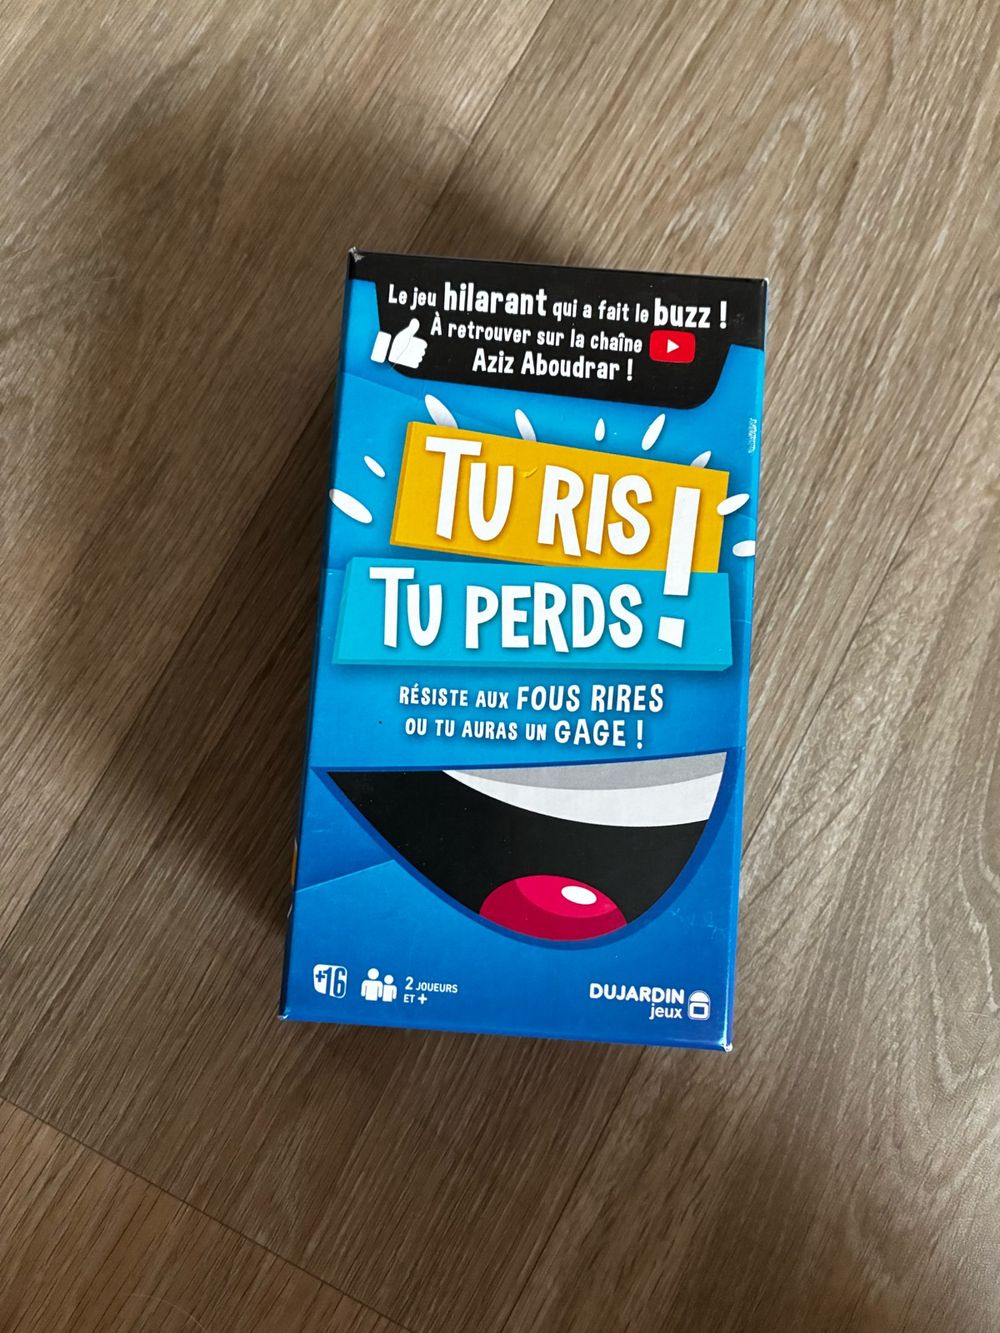 Le jeu hilarant qui a fait le buzz !
À retrouver sur la chaîne
Aziz Aboudrar !
TU RIS
TU PERDS !
RÉSISTE AUX FOUS RIRES
OU TU AURAS UN GAGE !
+16
2 JOUEURS
ET +
DUJARDIN
jeux